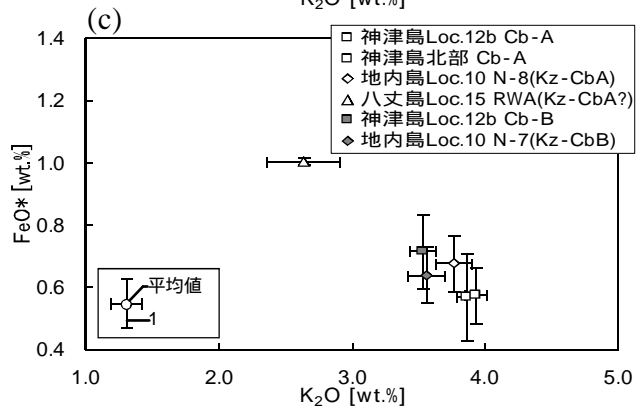 K₂O [wt.%]
(c)
1.4
1.2
1.0
0.8
0.6
0.4
FeO* [wt.%]
神津島Loc.12b Cb-A
神津島北部 Cb-A
地内島Loc.10 N-8(Kz-CbA)
八丈島Loc.15 RWA(Kz-CbA?)
神津島Loc.12b Cb-B
地内島Loc.10 N-7(Kz-CbB)
平均値
1
1.0 2.0 3.0 4.0 5.0
K₂O [wt.%]